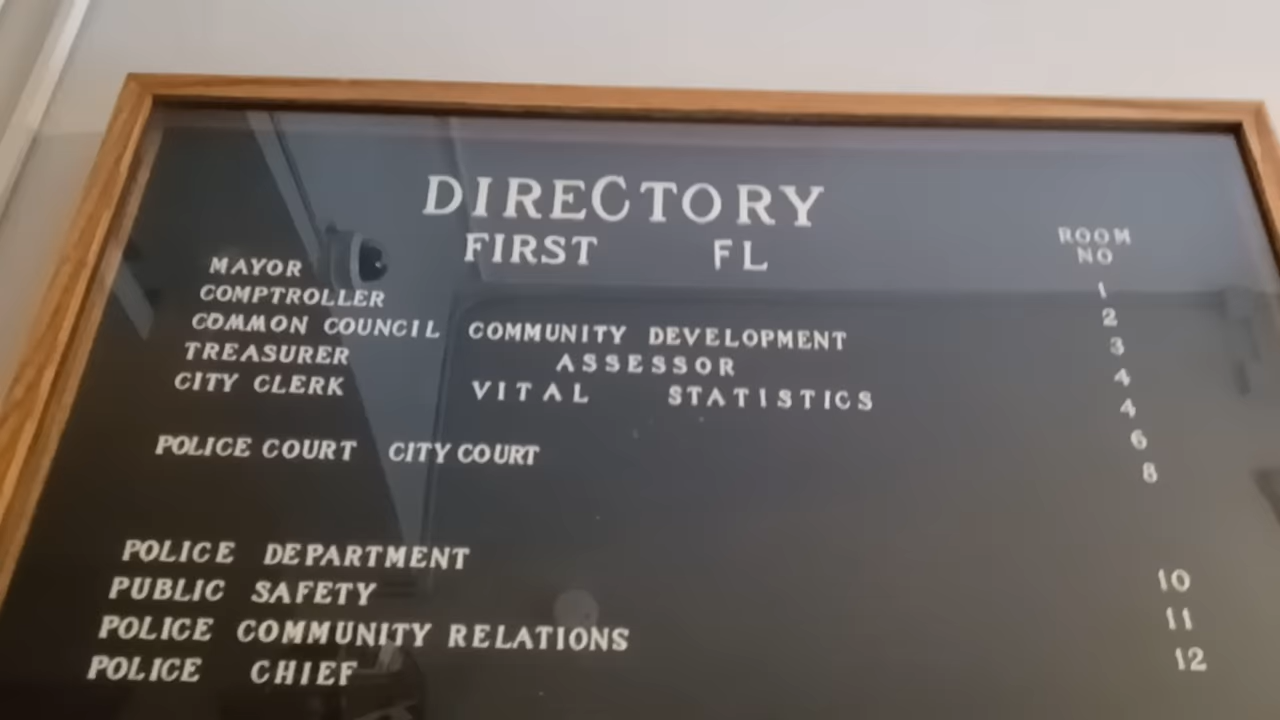 DIRECTORY
FIRST FL
ROOM
NO
MAYOR 1
COMPTROLLER 2
COMMON COUNCIL COMMUNITY DEVELOPMENT 3
TREASURER ASSESSOR 4
CITY CLERK VITAL STATISTICS 4
6
POLICE COURT CITY COURT 8
POLICE DEPARTMENT
PUBLIC SAFETY 10
POLICE COMMUNITY RELATIONS 11
POLICE CHIEF 12